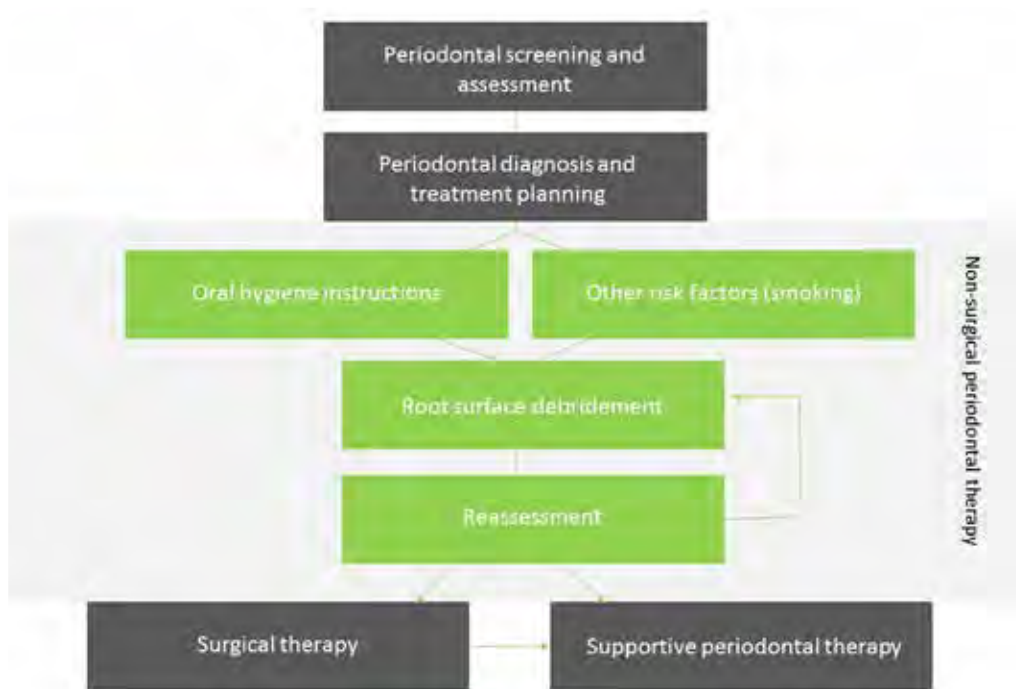 Periodontal screening and
assessment
Periodontal diagnosis and
treatment planning
Oral hygiene instructions
Other risk factors (smoking)
Root surface debridement
Reassessment
Non-surgical periodontal therapy
Surgical therapy
Supportive periodontal therapy